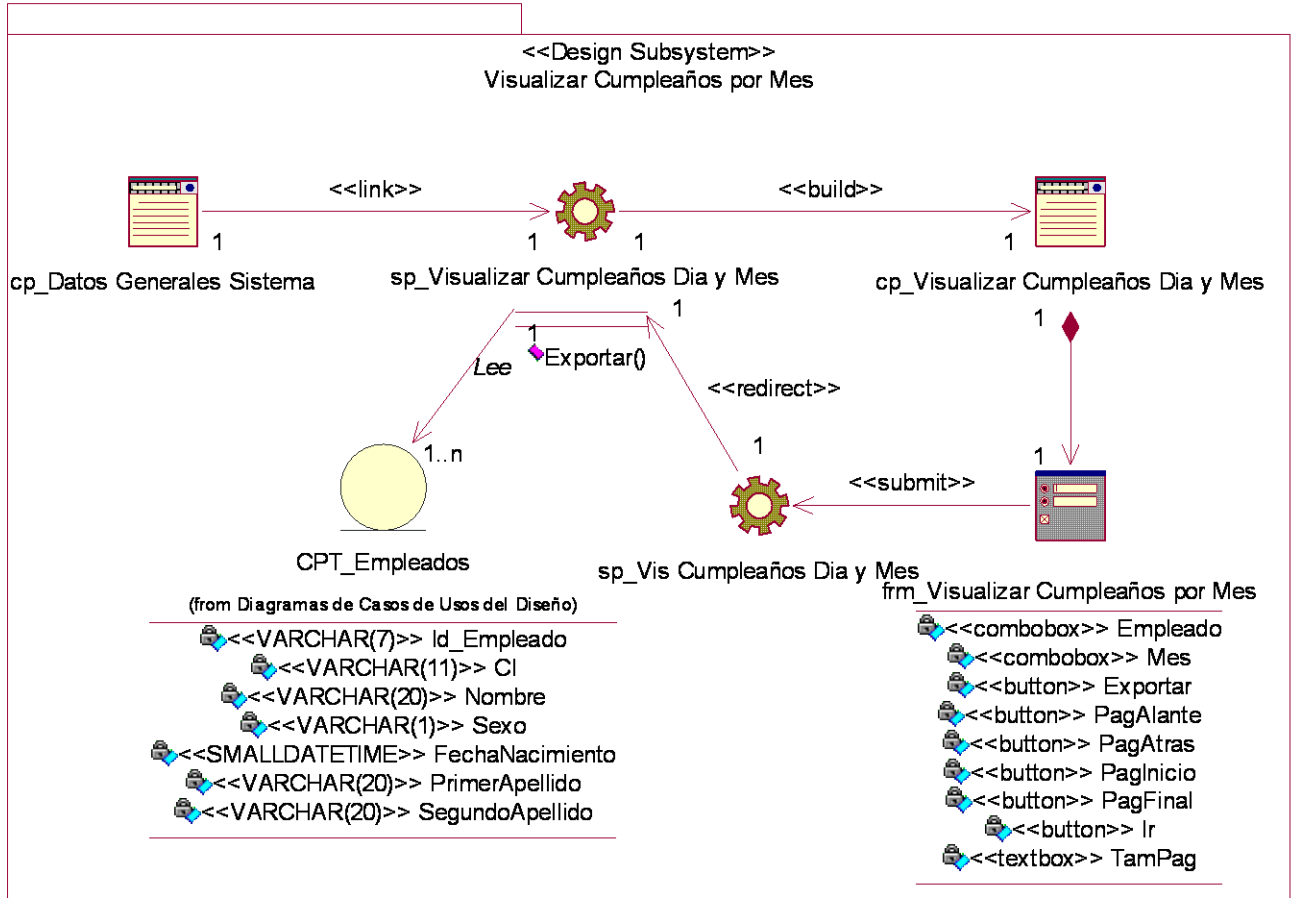 <<Design Subsystem>>
Visualizar Cumpleaños por Mes
<<link>>
<<build>>
1
1
1
1
cp_Datos Generales Sistema
sp_Visualizar Cumpleaños Dia y Mes
cp_Visualizar Cumpleaños Dia y Mes
1
1
1
Exportar()
Lee
<<redirect>>
1..n
1
1
<<submit>>
CPT_Empleados
sp_Vis Cumpleaños Dia y Mes
frm_Visualizar Cumpleaños por Mes
(from Diagramas de Casos de Usos del Diseño)
<<VARCHAR(7)>> Id_Empleado
<<VARCHAR(11)>> CI
<<VARCHAR(20)>> Nombre
<<VARCHAR(1)>> Sexo
<<SMALLDATETIME>> FechaNacimiento
<<VARCHAR(20)>> PrimerApellido
<<VARCHAR(20)>> SegundoApellido
<<combobox>> Empleado
<<combobox>> Mes
<<button>> Exportar
<<button>> PagAlante
<<button>> PagAtras
<<button>> PagInicio
<<button>> PagFinal
<<button>> Ir
<<textbox>> TamPag